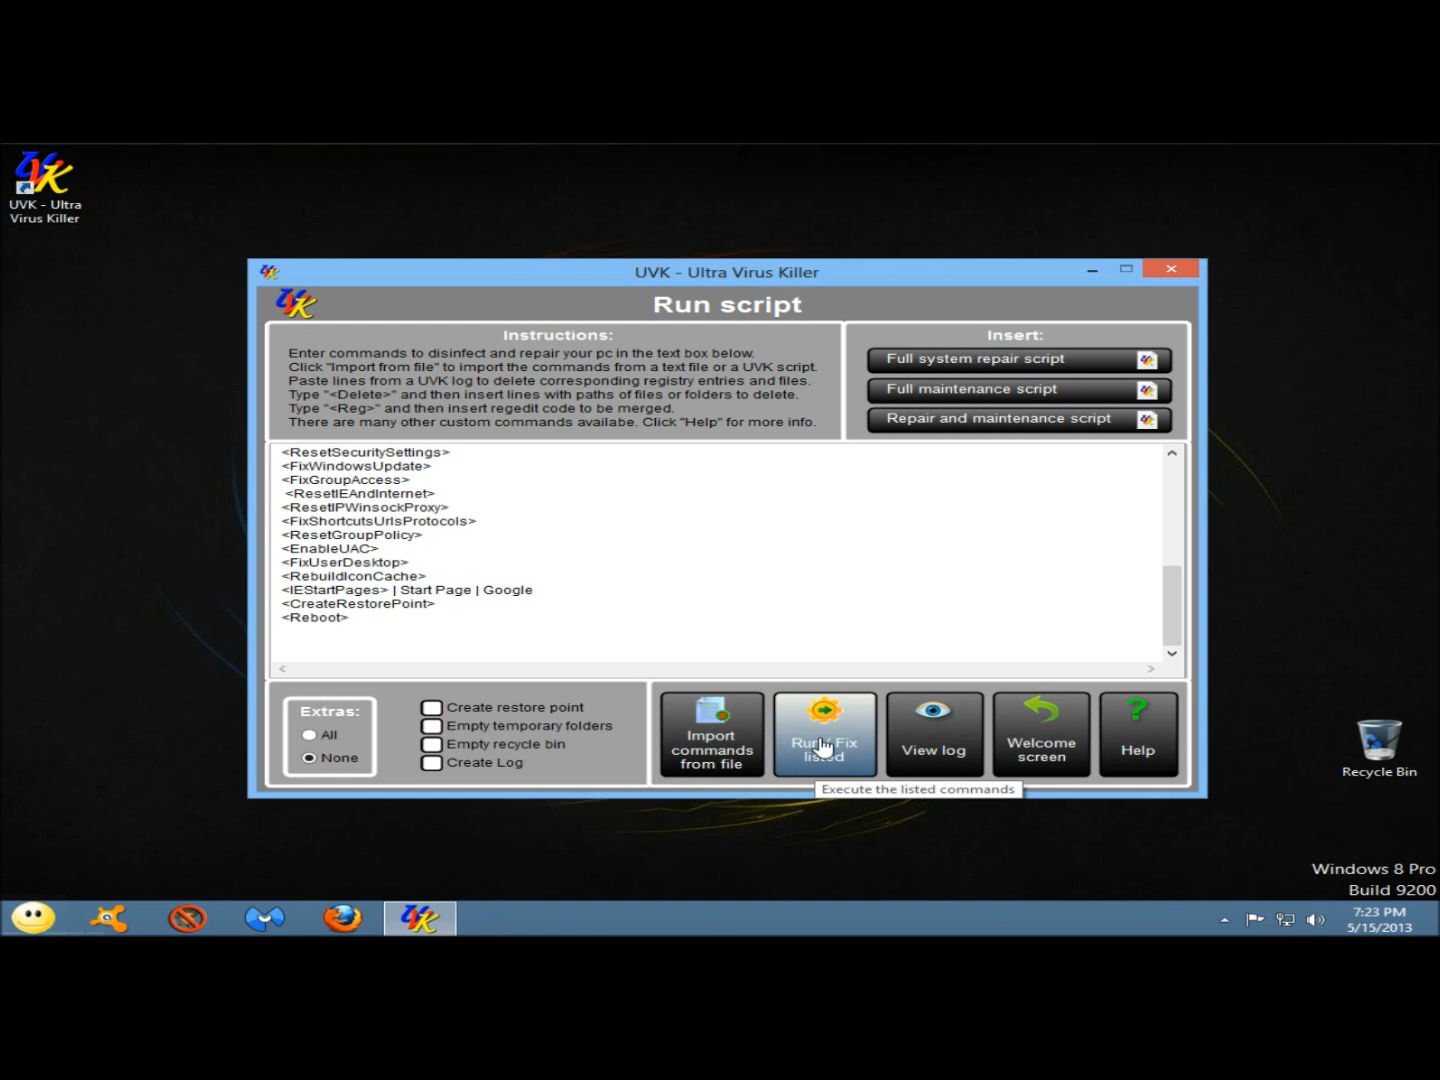 UVK - Ultra
Virus Killer
UVK - Ultra Virus Killer
Run script
Instructions:
Enter commands to disinfect and repair your pc in the text box below.
Click "Import from file" to import the commands from a text file or a UVK script.
Paste lines from a UVK log to delete corresponding registry entries and files.
Type "<Delete>" and then insert lines with paths of files or folders to delete.
Type "<Reg>" and then insert regedit code to be merged.
There are many other custom commands availabe. Click "Help" for more info.
Insert:
Full system repair script
Full maintenance script
Repair and maintenance script
<ResetSecuritySettings>
<FixWindowsUpdate>
<FixGroupAccess>
<ResetIEAndInternet>
<ResetIPWinsockProxy>
<FixShortcutsUrlsProtocols>
<ResetGroupPolicy>
<EnableUAC>
<FixUserDesktop>
<RebuildIconCache>
<IEStartPages> | Start Page | Google
<CreateRestorePoint>
<Reboot>
Extras:
All
None
Create restore point
Empty temporary folders
Empty recycle bin
Create Log
Import
commands
from file
Run / Fix
listed
View log
Welcome
screen
Help
Execute the listed commands
Recycle Bin
Windows 8 Pro
Build 9200
7:23 PM
5/15/2013